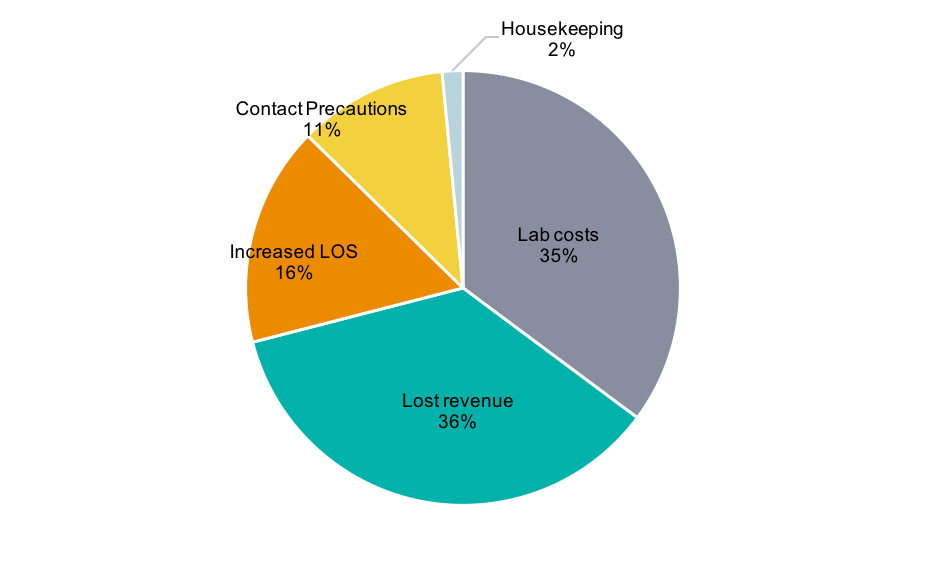 Housekeeping
2%
Contact Precautions
11%
Lab costs
35%
Increased LOS
16%
Lost revenue
36%